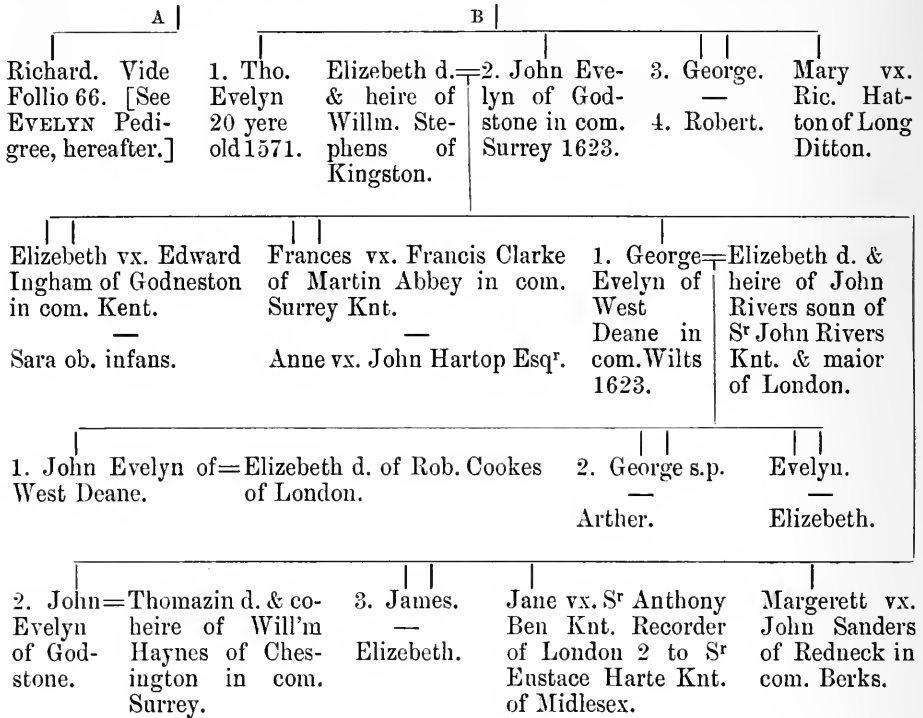 A
B
Richard. Vide
Follio 66. [See
EVELYN Pedi-
gree, hereafter.]
1. Tho.
Evelyn
20 yere
old 1571.
Elizebeth d.
& heire of
Willm. Ste-
phens of
Kingston.
2. John Eve-
lyn of God-
stone in com.
Surrey 1623.
3. George.
—
4. Robert.
Mary vx.
Ric. Hat-
ton of Long
Ditton.
Elizebeth vx. Edward
Ingham of Godneston
in com. Kent.
—
Sara ob. infans.
Frances vx. Francis Clarke
of Martin Abbey in com.
Surrey Knt.
—
Anne vx. John Hartop Esqr.
1. George
Evelyn of
West
Deane in
com. Wilts
1623.
Elizebeth d. &
heire of John
Rivers sonn of
Sr John Rivers
Knt. & maior
of London.
1. John Evelyn of
West Deane.
Elizebeth d. of Rob. Cookes
of London.
2. George s.p.
—
Arther.
Evelyn.
—
Elizebeth.
2. John
Evelyn
of God-
stone.
Thomazin d. & co-
heire of Will'm
Haynes of Ches-
ington in com.
Surrey.
3. James.
—
Elizebeth.
Jane vx. Sr Anthony
Ben Knt. Recorder
of London 2 to Sr
Eustace Harte Knt.
of Midlesex.
Margerett vx.
John Sanders
of Redneck in
com. Berks.